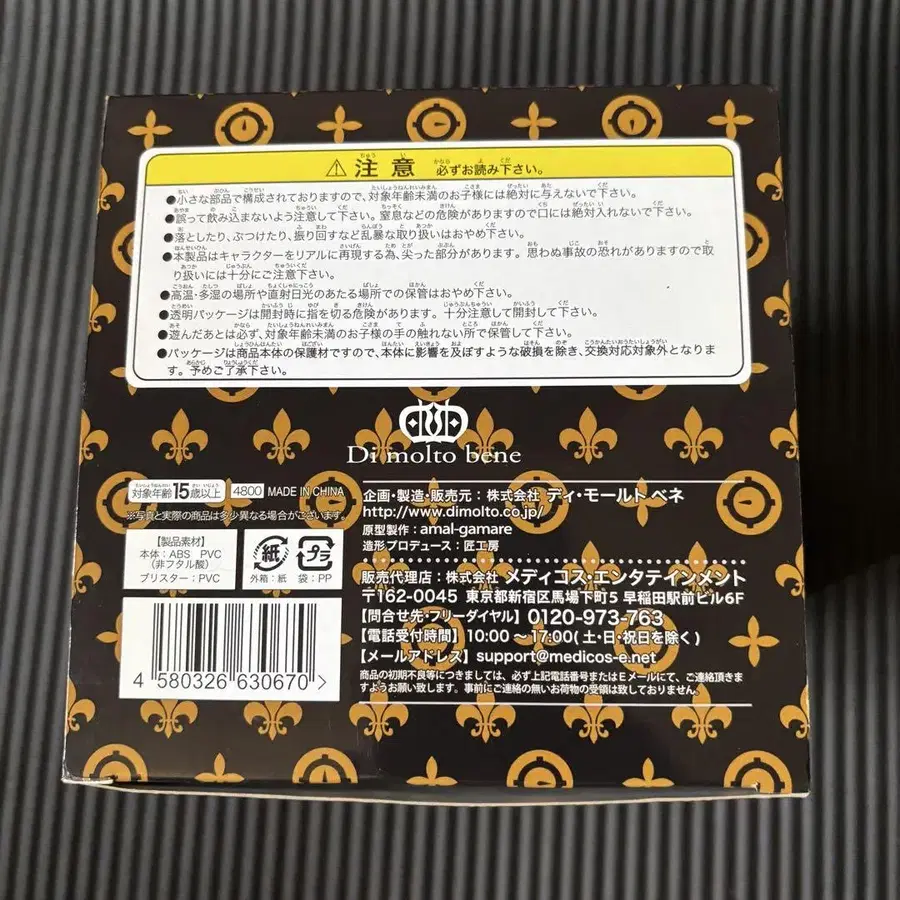 ⚠注意 必ずお読み下さい。
●小さな部品で構成されておりますので、対象年齢未満のお子様には絶対に与えないで下さい。
●誤って飲み込まないよう注意して下さい。窒息などの危険がありますので口には絶対入れないで下さい。
●落としたり、ぶつけたり、振り回すなど乱暴な取り扱いはおやめ下さい。
●本製品はキャラクターをリアルに再現する為、尖った部分があります。思わぬ事故の恐れがありますので取
り扱いには十分にご注意下さい。
●高温・多湿の場所や直射日光のあたる場所での保管はおやめ下さい。
●透明パッケージは開封時に指を切る危険があります。十分注意して開封して下さい。
●遊んだあとは必ず、対象年齢未満のお子様の手の触れない所で保管して下さい。
●パッケージは商品本体の保護材ですので、本体に影響を及ぼすような破損を除き、交換対応対象外となりま
す。予めご了承下さい。
Di molto bene
対象年齢15歳以上 4800 MADE IN CHINA
※写真と実際の商品は多少異なる場合がございます。
【製品素材】
本体:ABS PVC
(非フタル酸)
ブリスター:PVC
紙
外箱:紙
プラ
袋:PP
4 580326 630670 >
企画・製造・販売元:株式会社 ディ・モールト ベネ
http://www.dimolto.co.jp/
原型製作:amal-gamare
造形プロデュース:匠工房
販売代理店:株式会社 メディコス・エンタテインメント
〒162-0045 東京都新宿区馬場下町5 早稲田駅前ビル6F
【問合せ先・フリーダイヤル】0120-973-763
【電話受付時間】10:00～17:00(土・日・祝日を除く)
【メールアドレス】support@medicos-e.net
商品の初期不良等につきましては、必ず上記電話番号またはEメールにて、ご連絡頂きま
すようお願い致します。事前にご連絡の無いお荷物の受領は致しておりません。